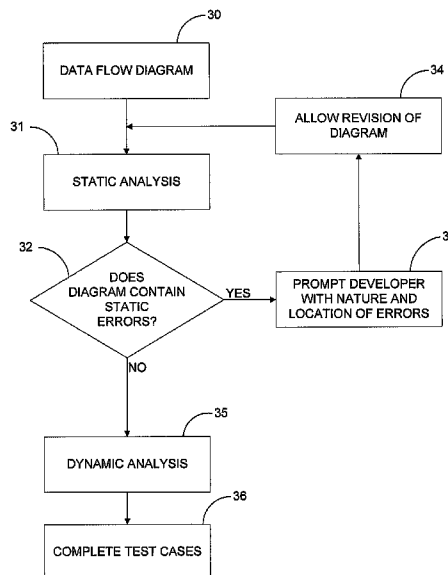 30
DATA FLOW DIAGRAM
34
ALLOW REVISION OF
DIAGRAM
31
STATIC ANALYSIS
32
DOES
DIAGRAM CONTAIN
STATIC
ERRORS?
YES
3
PROMPT DEVELOPER
WITH NATURE AND
LOCATION OF ERRORS
NO
35
DYNAMIC ANALYSIS
36
COMPLETE TEST CASES